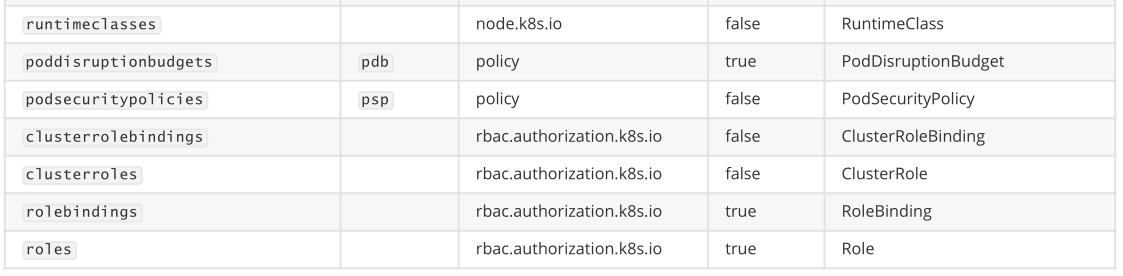 runtimeclasses node.k8s.io false RuntimeClass
poddisruptionbudgets pdb policy true PodDisruptionBudget
podsecuritypolicies psp policy false PodSecurityPolicy
clusterrolebindings rbac.authorization.k8s.io false ClusterRoleBinding
clusterroles rbac.authorization.k8s.io false ClusterRole
rolebindings rbac.authorization.k8s.io true RoleBinding
roles rbac.authorization.k8s.io true Role